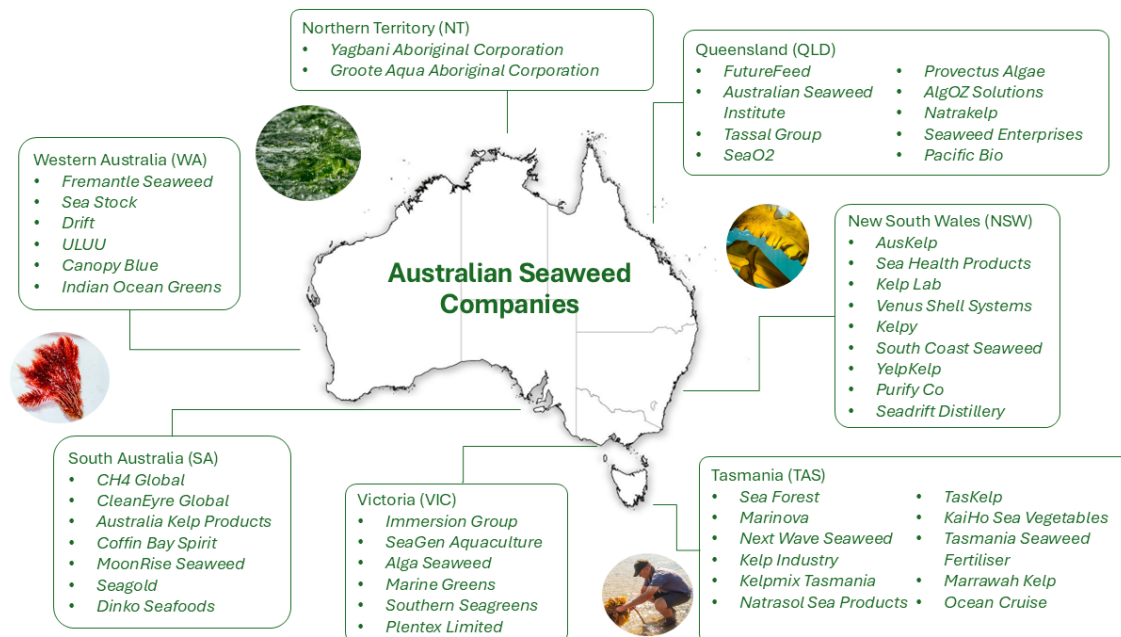 Northern Territory (NT)
• Yagbani Aboriginal Corporation
• Groote Aqua Aboriginal Corporation
Queensland (QLD)
• FutureFeed
• Australian Seaweed
Institute
• Tassal Group
• SeaO2
• Provectus Algae
• AlgOZ Solutions
• Natrakelp
• Seaweed Enterprises
• Pacific Bio
Western Australia (WA)
• Fremantle Seaweed
• Sea Stock
• Drift
• ULUU
• Canopy Blue
• Indian Ocean Greens
Australian Seaweed
Companies
New South Wales (NSW)
• AusKelp
• Sea Health Products
• Kelp Lab
• Venus Shell Systems
• Kelpy
• South Coast Seaweed
• YelpKelp
• Purify Co
• Seadrift Distillery
South Australia (SA)
• CH4 Global
• CleanEyre Global
• Australia Kelp Products
• Coffin Bay Spirit
• MoonRise Seaweed
• Seagold
• Dinko Seafoods
Victoria (VIC)
• Immersion Group
• SeaGen Aquaculture
• Alga Seaweed
• Marine Greens
• Southern Seagreens
• Plentex Limited
Tasmania (TAS)
• Sea Forest
• Marinova
• Next Wave Seaweed
• Kelp Industry
• Kelpmix Tasmania
• Natrasol Sea Products
• TasKelp
• KaiHo Sea Vegetables
• Tasmania Seaweed
Fertiliser
• Marrawah Kelp
• Ocean Cruise